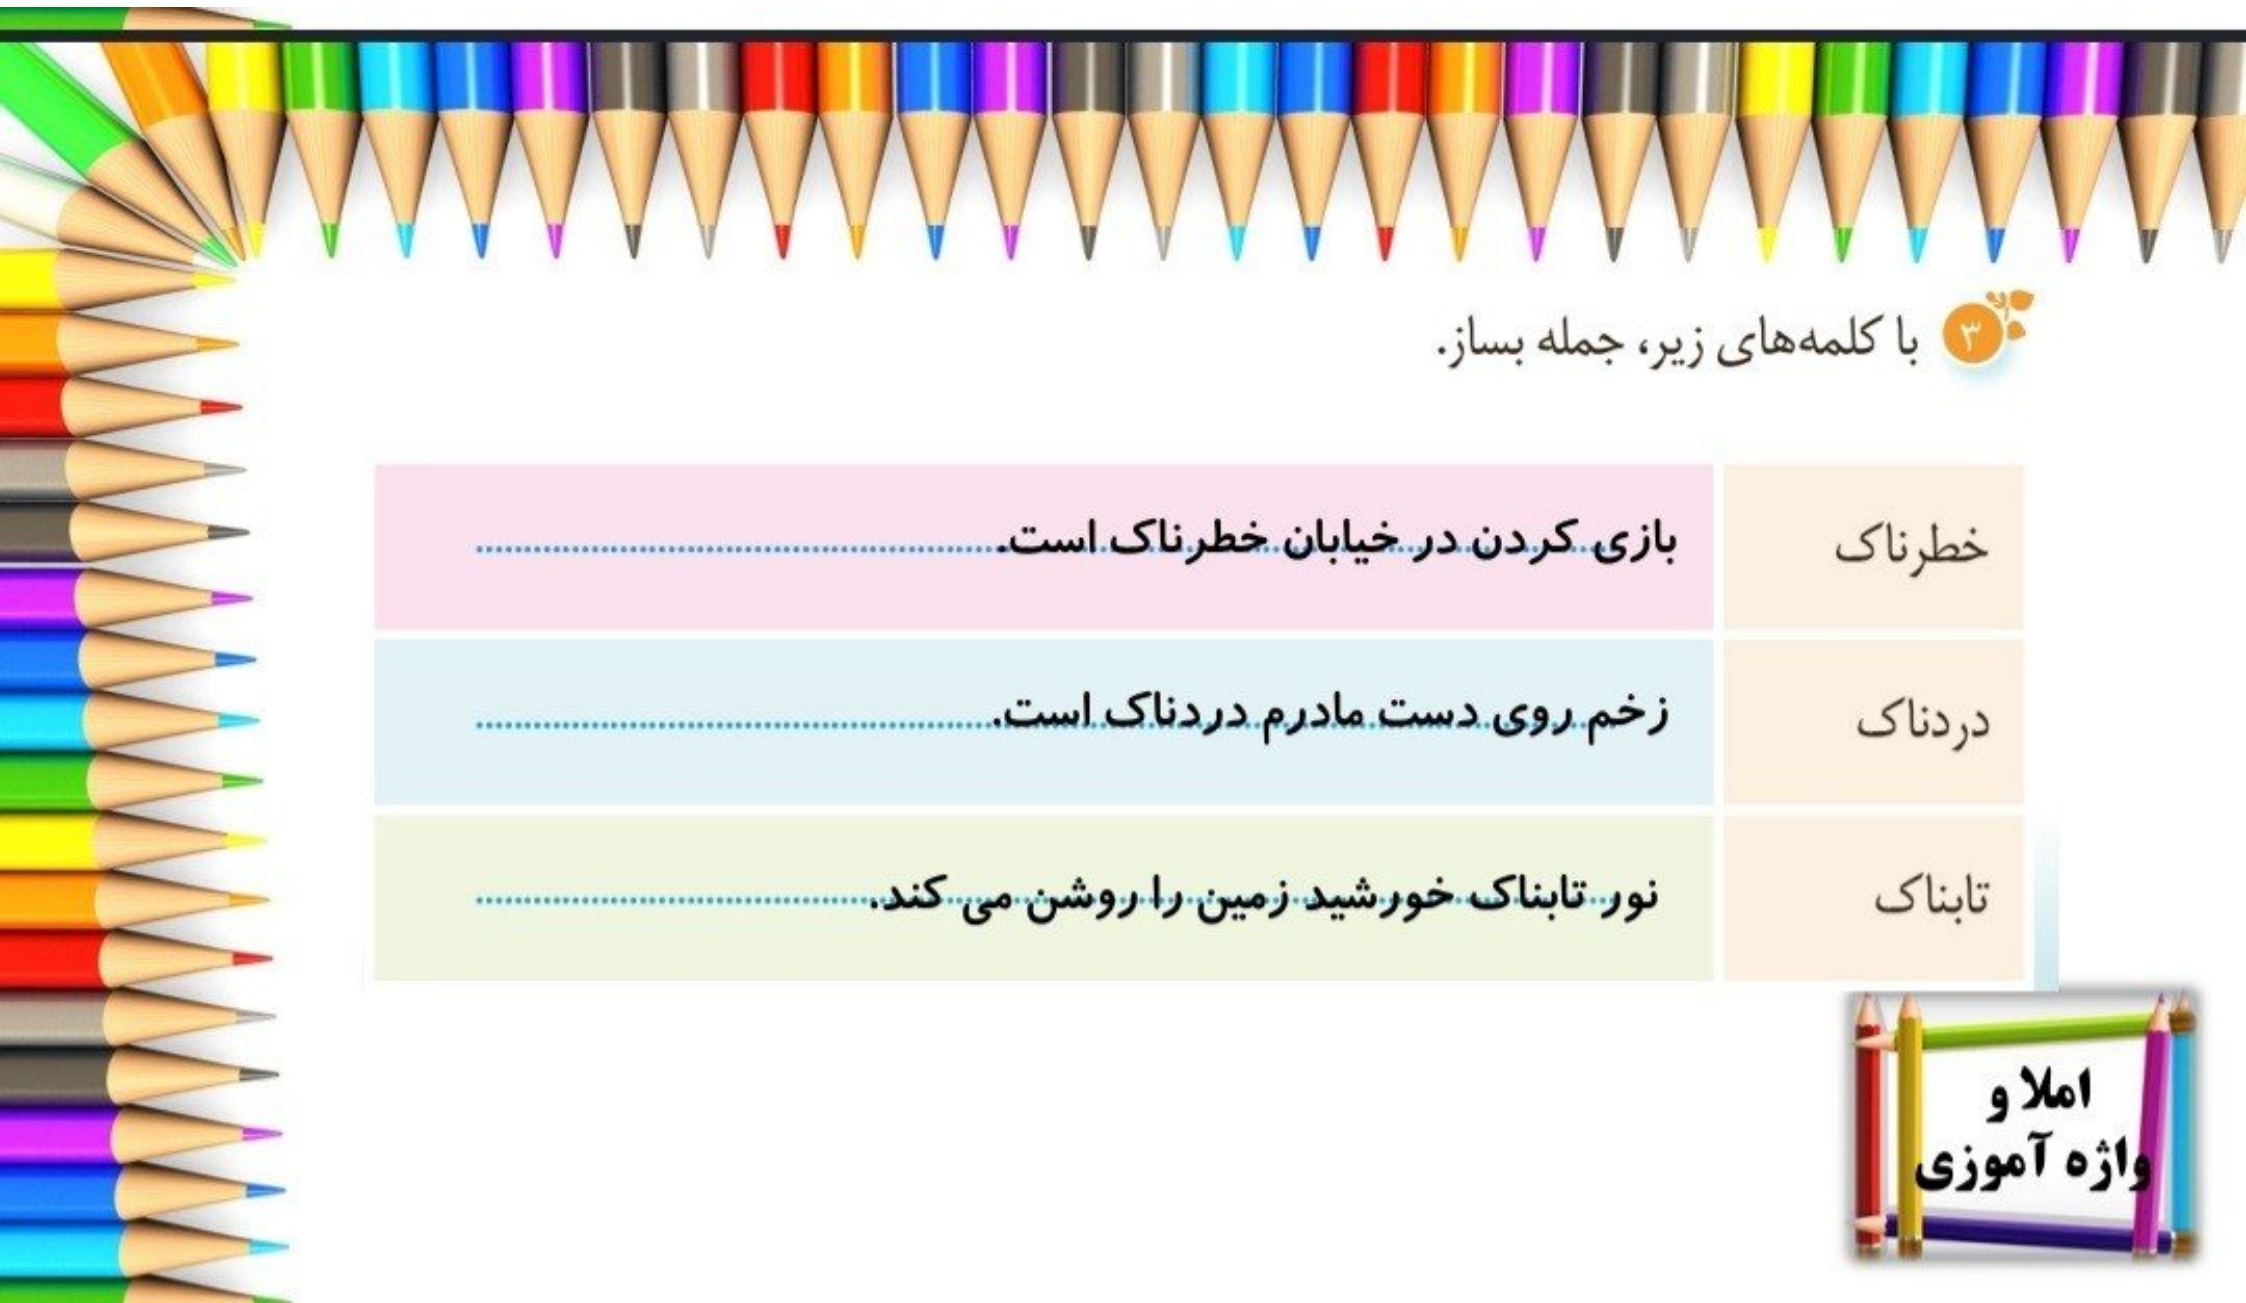 ۳ با کلمه‌های زیر، جمله بساز.
خطرناک بازی کردن در خیابان خطرناک است.
دردناک زخم روی دست مادرم دردناک است.
تابناک نور تابناک خورشید زمین را روشن می کند.
املا و
واژه آموزی